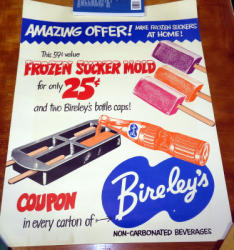 AMAZING OFFER! MAKE FROZEN SUCKERS
AT HOME!
This 59¢ value
FROZEN SUCKER MOLD
for only 25¢
and two Bireley's bottle caps!
Bireley's
COUPON
in every carton of
Bireley's
NON-CARBONATED BEVERAGES